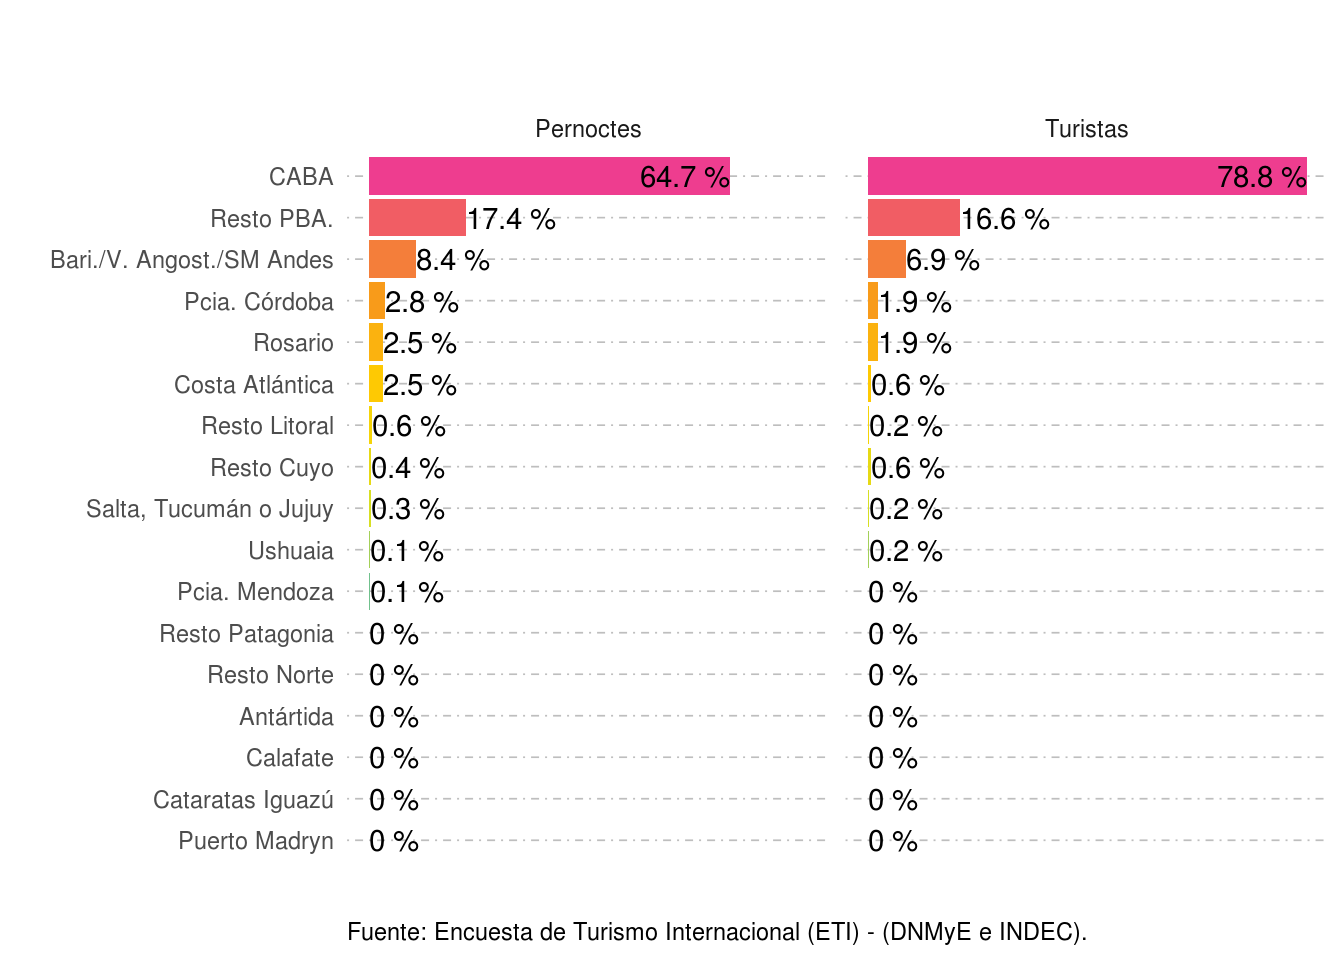 Pernoctes Turistas
CABA 64.7 % 78.8 %
Resto PBA. 17.4 % 16.6 %
Bari./V. Angost./SM Andes 8.4 % 6.9 %
Pcia. Córdoba 2.8 % 1.9 %
Rosario 2.5 % 1.9 %
Costa Atlántica 2.5 % 0.6 %
Resto Litoral 0.6 % 0.2 %
Resto Cuyo 0.4 % 0.6 %
Salta, Tucumán o Jujuy 0.3 % 0.2 %
Ushuaia 0.1 % 0.2 %
Pcia. Mendoza 0.1 % 0 %
Resto Patagonia 0 % 0 %
Resto Norte 0 % 0 %
Antártida 0 % 0 %
Calafate 0 % 0 %
Cataratas Iguazú 0 % 0 %
Puerto Madryn 0 % 0 %
Fuente: Encuesta de Turismo Internacional (ETI) - (DNMyE e INDEC).